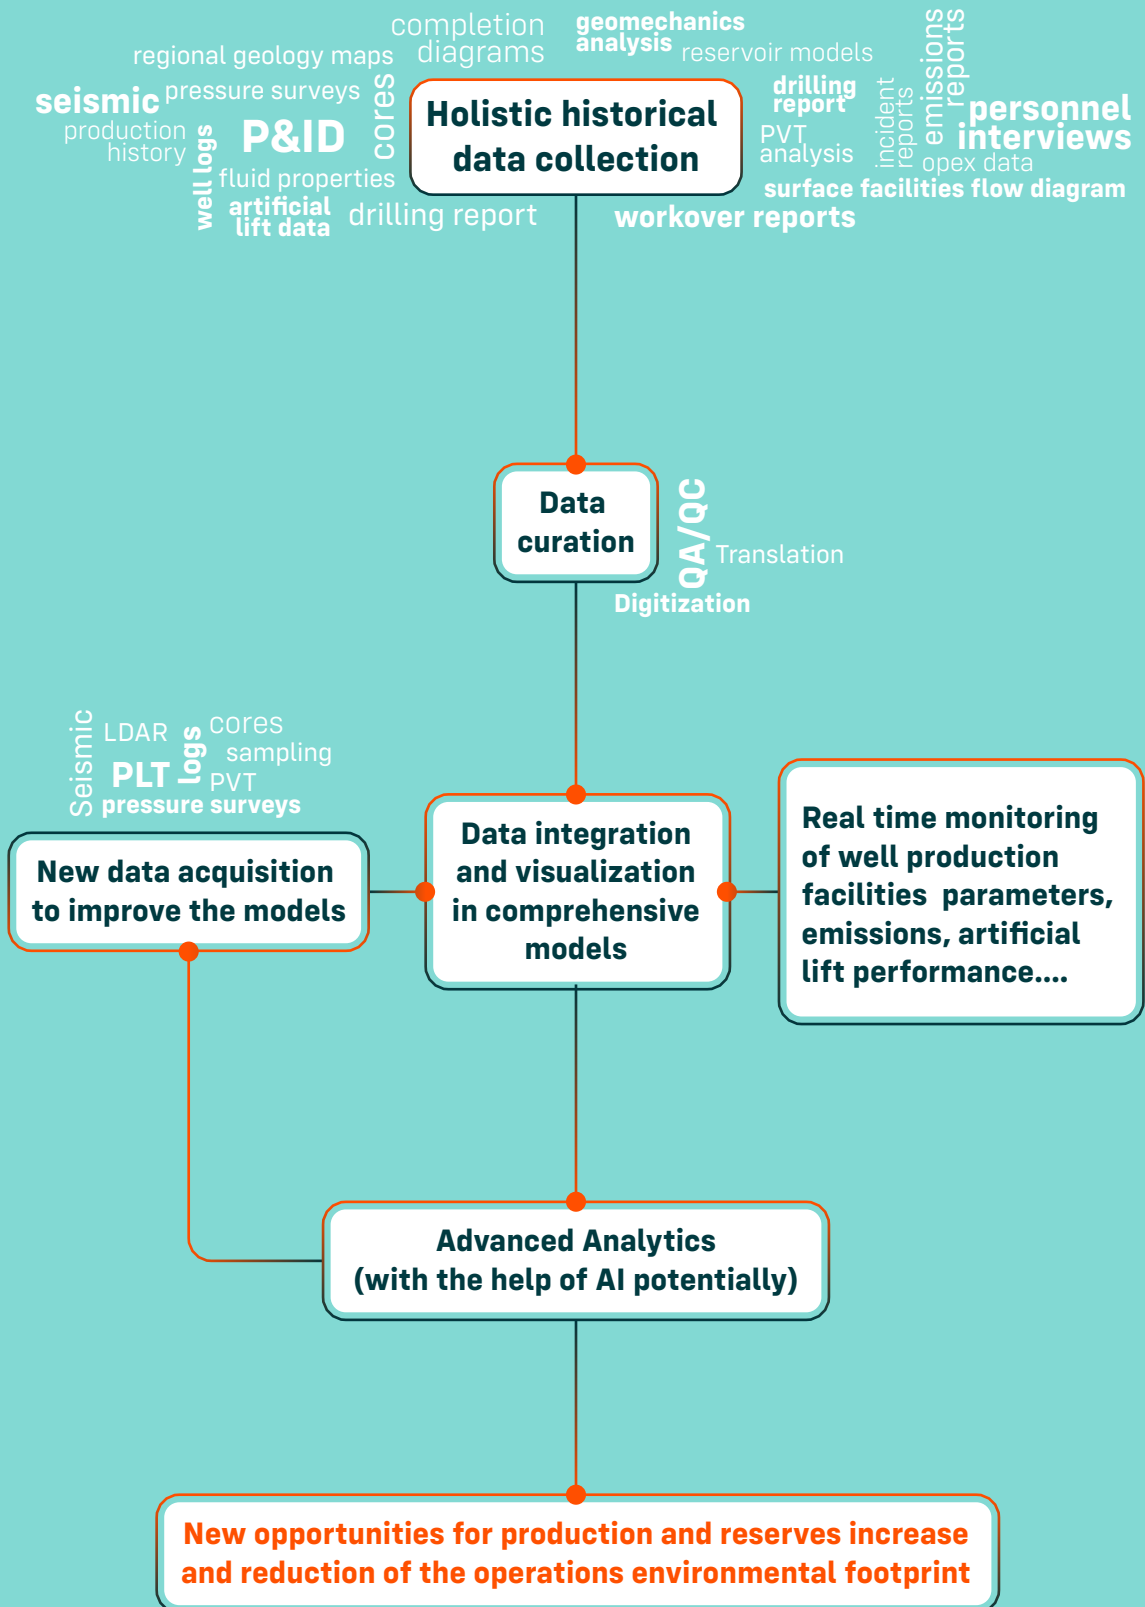 completion
diagrams
geomechanics
analysis
regional geology maps
reservoir models
emissions
reports
seismic
pressure surveys
cores
Holistic historical
data collection
drilling
report
incident
reports
personnel
interviews
production
history
well logs
P&ID
PVT
analysis
opex data
fluid properties
surface facilities flow diagram
artificial
lift data
drilling report
workover reports
Data
curation
QA/QC
Translation
Digitization
Seismic
LDAR
logs
cores
sampling
PLT
PVT
pressure surveys
New data acquisition
to improve the models
Data integration
and visualization
in comprehensive
models
Real time monitoring
of well production
facilities parameters,
emissions, artificial
lift performance....
Advanced Analytics
(with the help of AI potentially)
New opportunities for production and reserves increase
and reduction of the operations environmental footprint